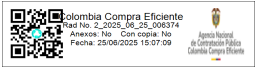 Colombia Compra Eficiente
Rad No. 2_2025_06_25_006374
Anexos: No Con copia: No
Fecha: 25/06/2025 15:07:09
Agencia Nacional
de Contratación Pública
Colombia Compra Eficiente